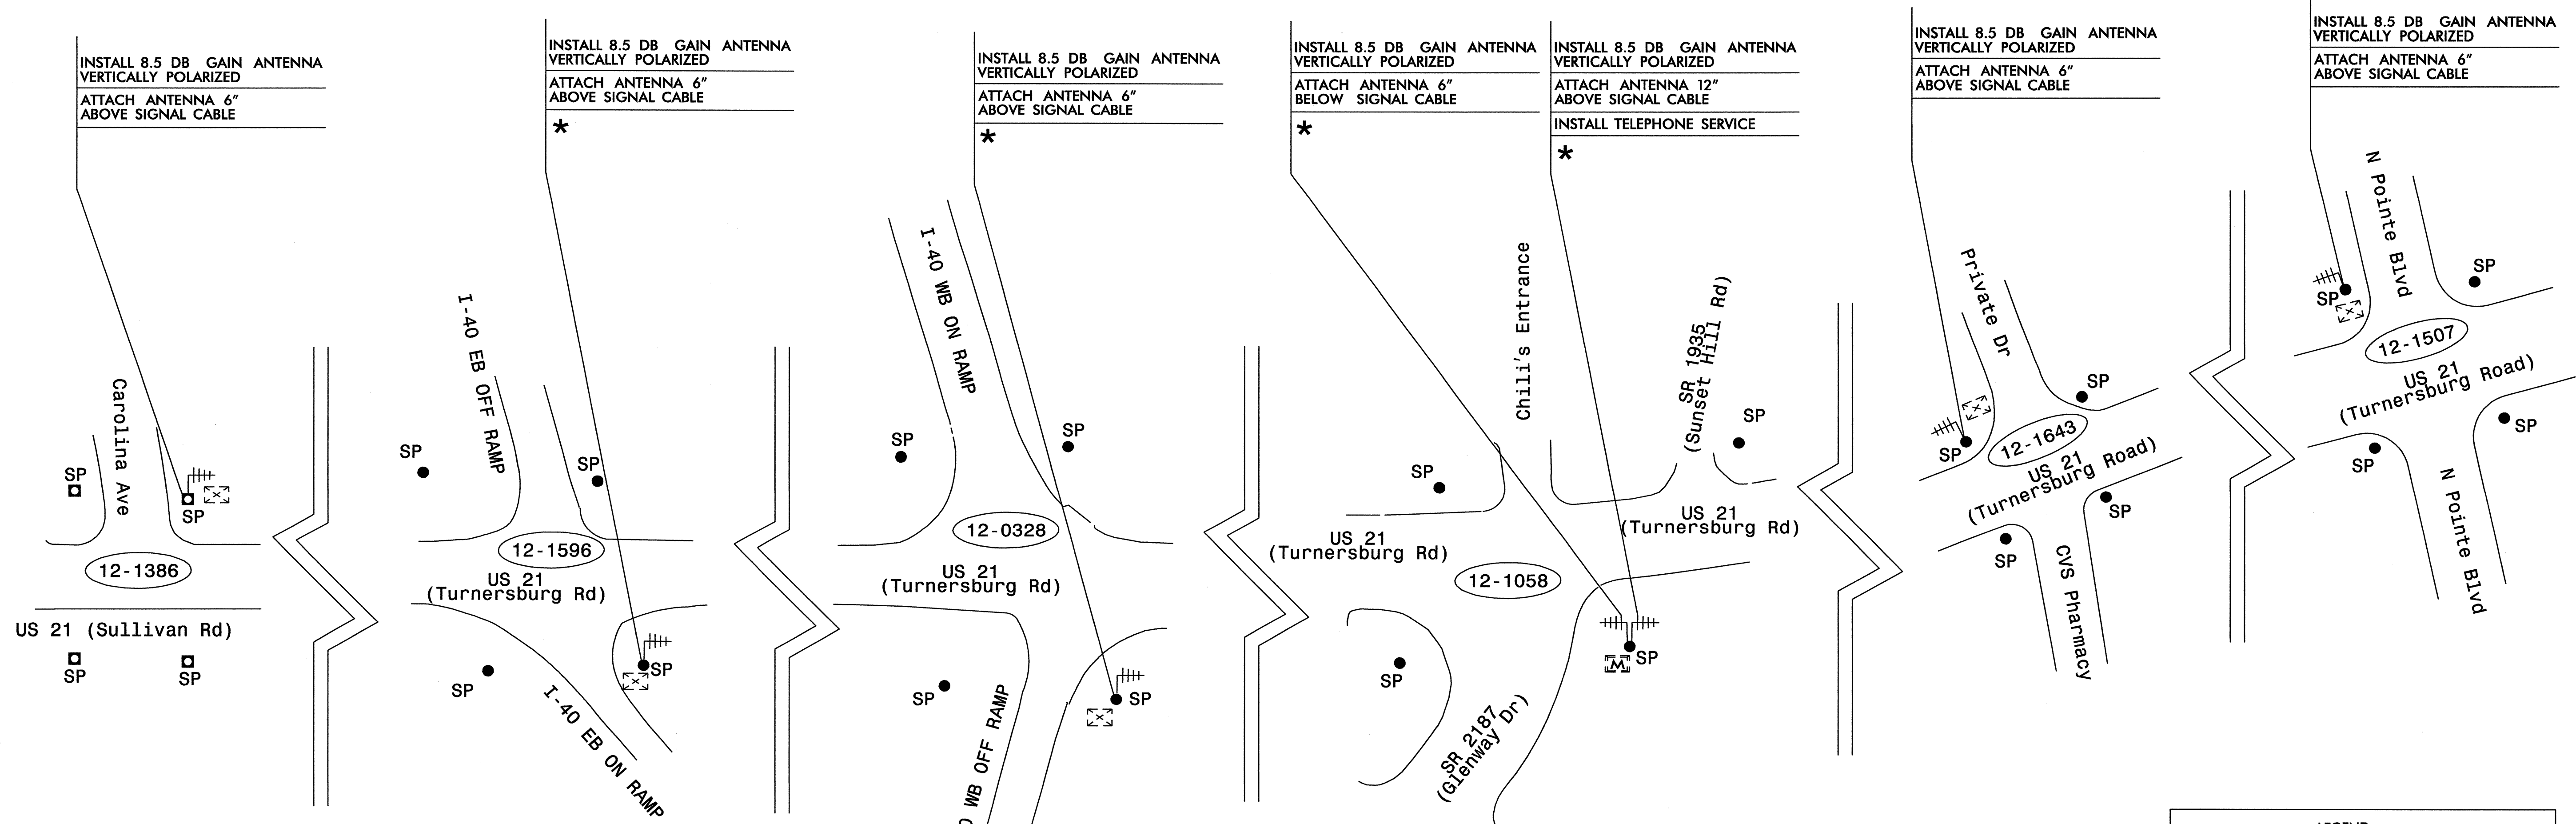 INSTALL 8.5 DB GAIN ANTENNA
VERTICALLY POLARIZED
ATTACH ANTENNA 6"
ABOVE SIGNAL CABLE
Carolina Ave
SP
SP
12-1386
US 21 (Sullivan Rd)
SP
SP
INSTALL 8.5 DB GAIN ANTENNA
VERTICALLY POLARIZED
ATTACH ANTENNA 6"
ABOVE SIGNAL CABLE
*
I-40 EB OFF RAMP
SP
SP
12-1596
US 21
(Turnersburg Rd)
SP
SP
I-40 EB ON RAMP
INSTALL 8.5 DB GAIN ANTENNA
VERTICALLY POLARIZED
ATTACH ANTENNA 6"
ABOVE SIGNAL CABLE
*
I-40 WB ON RAMP
SP
SP
12-0328
US 21
(Turnersburg Rd)
SP
SP
WB OFF RAMP
INSTALL 8.5 DB GAIN ANTENNA
VERTICALLY POLARIZED
ATTACH ANTENNA 6"
BELOW SIGNAL CABLE
*
INSTALL 8.5 DB GAIN ANTENNA
VERTICALLY POLARIZED
ATTACH ANTENNA 12"
ABOVE SIGNAL CABLE
INSTALL TELEPHONE SERVICE
*
Chili's Entrance
SR 1935
(Sunset Hill Rd)
SP
SP
US 21
(Turnersburg Rd)
US 21
(Turnersburg Rd)
12-1058
SP
M
SP
SR 2187
(Glenway Dr)
INSTALL 8.5 DB GAIN ANTENNA
VERTICALLY POLARIZED
ATTACH ANTENNA 6"
ABOVE SIGNAL CABLE
Private Dr
SP
SP
12-1643
US 21
(Turnersburg Road)
SP
SP
CVS Pharmacy
INSTALL 8.5 DB GAIN ANTENNA
VERTICALLY POLARIZED
ATTACH ANTENNA 6"
ABOVE SIGNAL CABLE
N Pointe Blvd
SP
SP
12-1507
US 21
(Turnersburg Road)
SP
SP
N Pointe Blvd